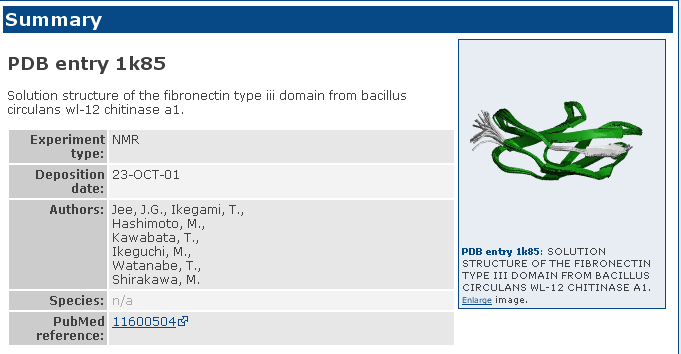 Summary
PDB entry 1k85
Solution structure of the fibronectin type iii domain from bacillus
circulans wl-12 chitinase a1.
Experiment type: NMR
Deposition date: 23-OCT-01
Authors: Jee, J.G., Ikegami, T.,
Hashimoto, M.,
Kawabata, T.,
Ikeguchi, M.,
Watanabe, T.,
Shirakawa, M.
Species: n/a
PubMed reference: 11600504
PDB entry 1k85: SOLUTION
STRUCTURE OF THE FIBRONECTIN
TYPE III DOMAIN FROM BACILLUS
CIRCULANS WL-12 CHITINASE A1.
Enlarge image.